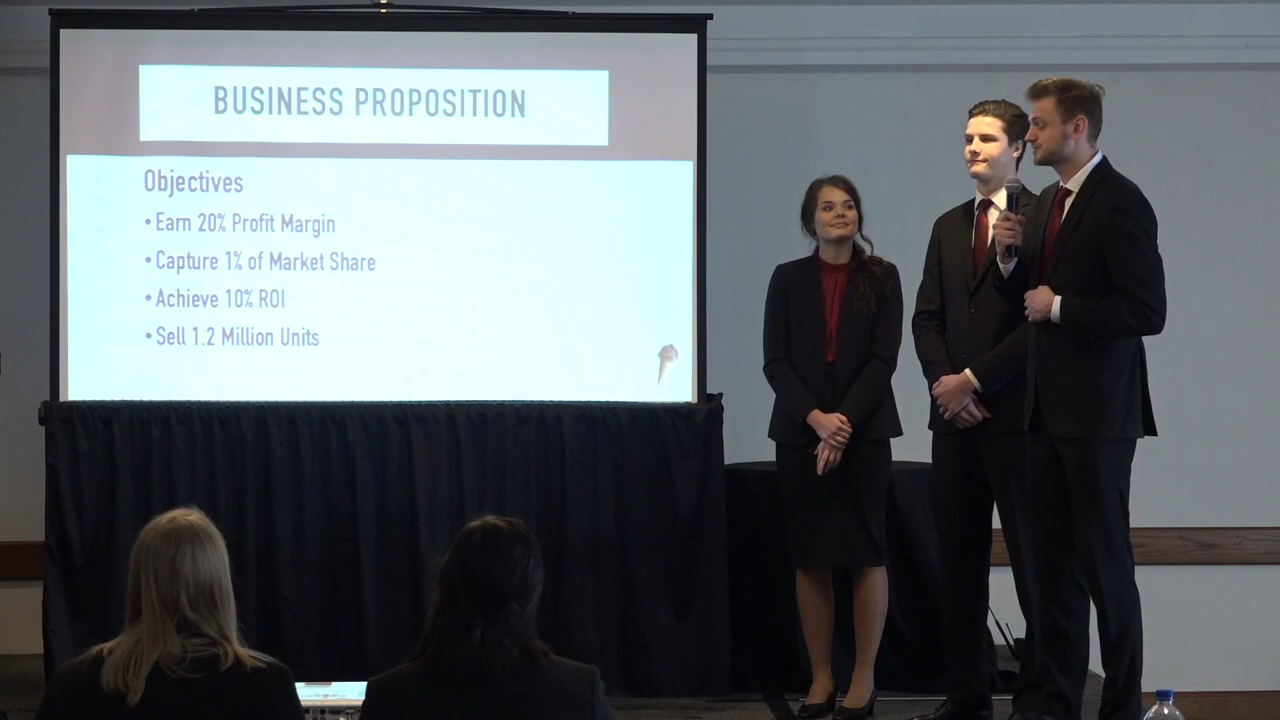 BUSINESS PROPOSITION
Objectives
• Earn 20% Profit Margin
• Capture 1% of Market Share
• Achieve 10% ROI
• Sell 1.2 Million Units